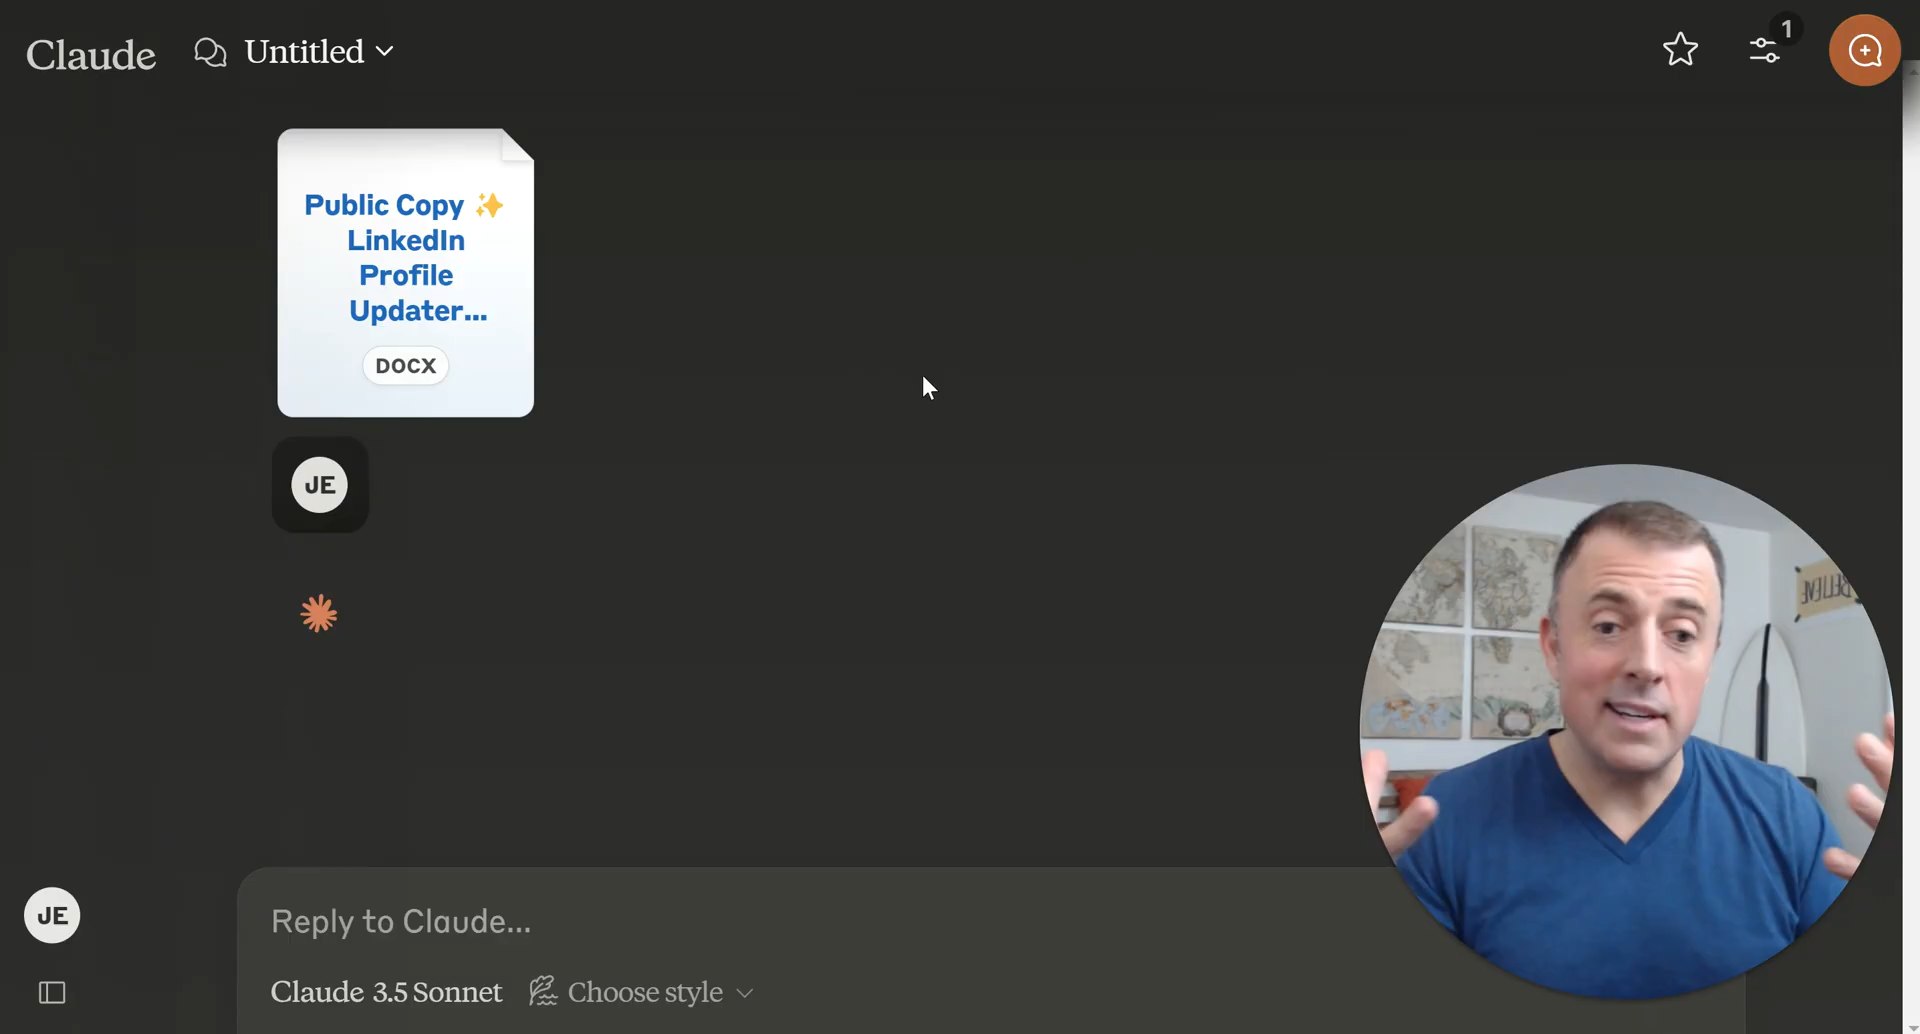 Claude
Untitled
1
Public Copy ✨
LinkedIn
Profile
Updater...
DOCX
JE
BELIEVE
JE
Reply to Claude...
Claude 3.5 Sonnet
Choose style